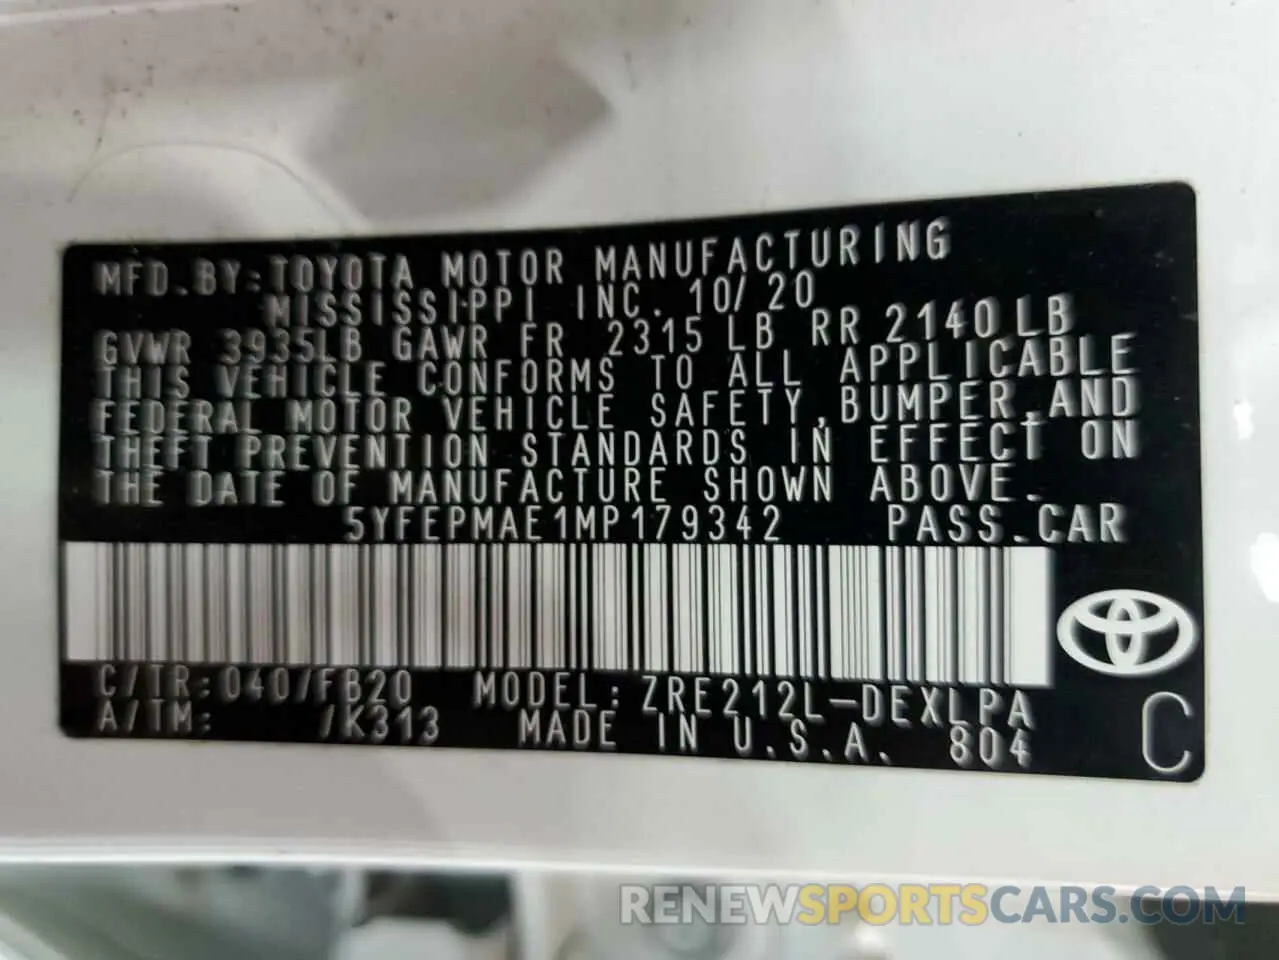 MFD.BY:TOYOTA MOTOR MANUFACTURING
MISSISSIPPI INC. 10/20
GVWR 3935LB GAWR FR 2315 LB RR 2140 LB
THIS VEHICLE CONFORMS TO ALL APPLICABLE
FEDERAL MOTOR VEHICLE SAFETY,BUMPER,AND
THEFT PREVENTION STANDARDS IN EFFECT ON
THE DATE OF MANUFACTURE SHOWN ABOVE.
5YFEPMAE1MP179342 PASS.CAR
C/TR:040/FB20 MODEL:ZRE212L-DEXLPA
A/TM: /K313 MADE IN U.S.A. 804
C
RENEWSPORTSCARS.COM